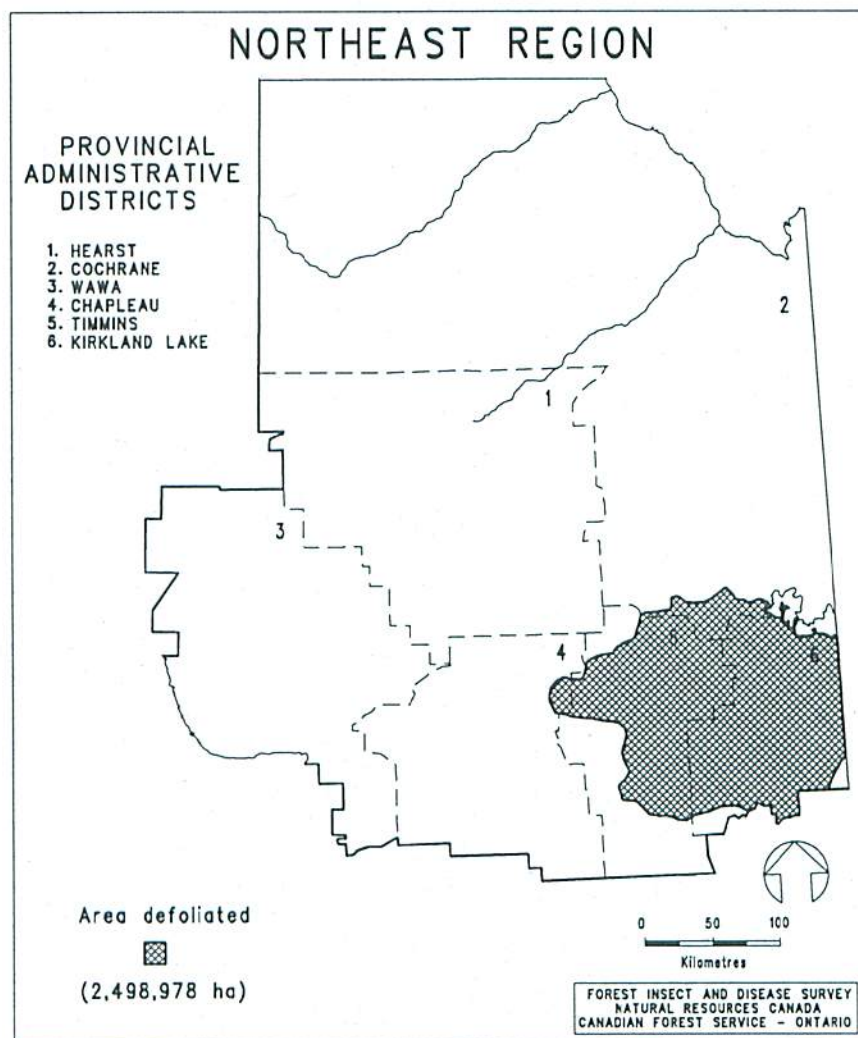 NORTHEAST REGION
PROVINCIAL
ADMINISTRATIVE
DISTRICTS
1. HEARST
2. COCHRANE
3. WAWA
4. CHAPLEAU
5. TIMMINS
6. KIRKLAND LAKE
2
1
3
4
6
Area defoliated
(2,498,978 ha)
0 50 100
Kilometres
FOREST INSECT AND DISEASE SURVEY
NATURAL RESOURCES CANADA
CANADIAN FOREST SERVICE - ONTARIO